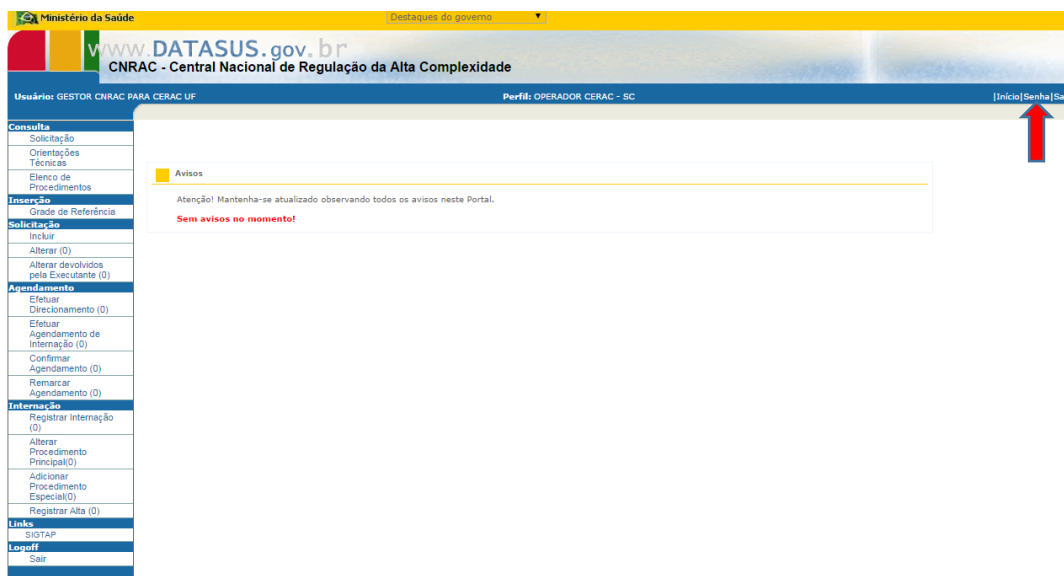 Ministério da Saúde
Destaques do governo
www.DATASUS.gov.br
CNRAC - Central Nacional de Regulação da Alta Complexidade
Usuário: GESTOR CNRAC PARA CERAC UF
Perfil: OPERADOR CERAC - SC
|Início|Senha|Sa
Consulta
Solicitação
Orientações
Técnicas
Elenco de
Procedimentos
Inserção
Grade de Referência
Solicitação
Incluir
Alterar (0)
Alterar devolvidos
pela Executante (0)
Agendamento
Efetuar
Direcionamento (0)
Efetuar
Agendamento de
Internação (0)
Confirmar
Agendamento (0)
Remarcar
Agendamento (0)
Internação
Registrar Internação
(0)
Alterar
Procedimento
Principal(0)
Adicionar
Procedimento
Especial(0)
Registrar Alta (0)
Links
SIGTAP
Logoff
Sair
Avisos
Atenção! Mantenha-se atualizado observando todos os avisos neste Portal.
Sem avisos no momento!